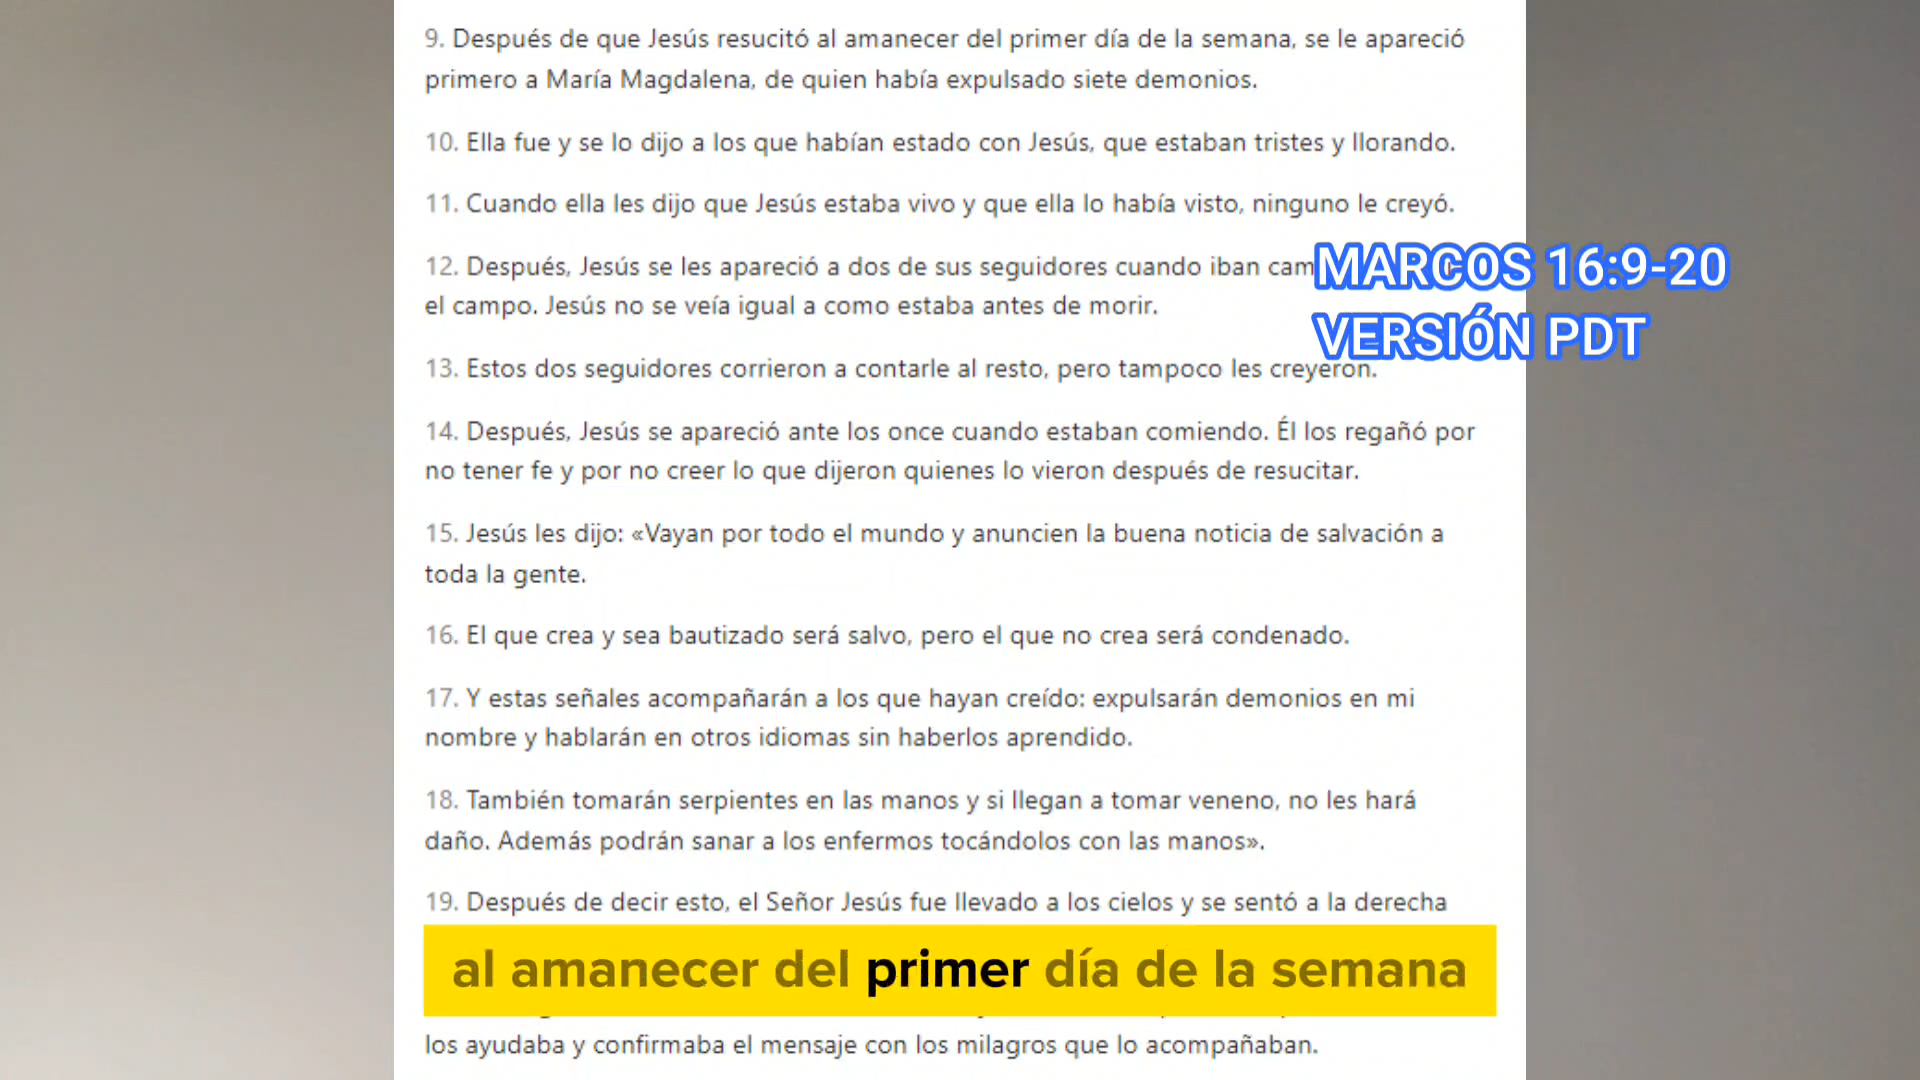 9. Después de que Jesús resucitó al amanecer del primer día de la semana, se le apareció
primero a María Magdalena, de quien había expulsado siete demonios.
10. Ella fue y se lo dijo a los que habían estado con Jesús, que estaban tristes y llorando.
11. Cuando ella les dijo que Jesús estaba vivo y que ella lo había visto, ninguno le creyó.
12. Después, Jesús se les apareció a dos de sus seguidores cuando iban
el campo. Jesús no se veía igual a como estaba antes de morir.
MARCOS 16:9-20
VERSIÓN PDT
13. Estos dos seguidores corrieron a contarle al resto, pero tampoco les creyeron.
14. Después, Jesús se apareció ante los once cuando estaban comiendo. Él los regañó por
no tener fe y por no creer lo que dijeron quienes lo vieron después de resucitar.
15. Jesús les dijo: «Vayan por todo el mundo y anuncien la buena noticia de salvación a
toda la gente.
16. El que crea y sea bautizado será salvo, pero el que no crea será condenado.
17. Y estas señales acompañarán a los que hayan creído: expulsarán demonios en mi
nombre y hablarán en otros idiomas sin haberlos aprendido.
18. También tomarán serpientes en las manos y si llegan a tomar veneno, no les hará
daño. Además podrán sanar a los enfermos tocándolos con las manos».
19. Después de decir esto, el Señor Jesús fue llevado a los cielos y se sentó a la derecha
al amanecer del primer día de la semana
los ayudaba y confirmaba el mensaje con los milagros que lo acompañaban.